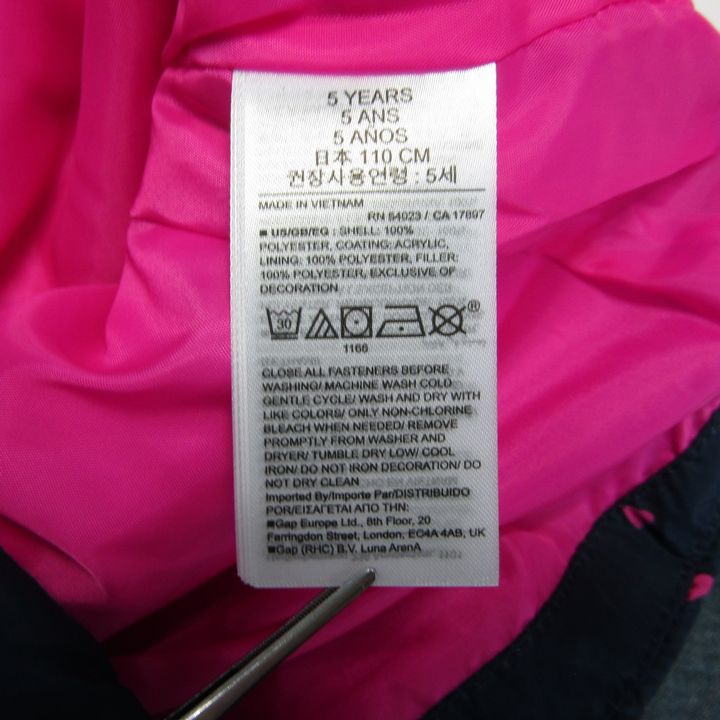 5 YEARS
5 ANS
5 AÑOS
日本 110 CM
권장사용연령 : 5세
MADE IN VIETNAM
RN 54023 / CA 17897
■ US/GB/EG : SHELL: 100%
POLYESTER, COATING: ACRYLIC,
LINING: 100% POLYESTER, FILLER:
100% POLYESTER, EXCLUSIVE OF
DECORATION
30
®
1166
CLOSE ALL FASTENERS BEFORE
WASHING/ MACHINE WASH COLD
GENTLE CYCLE/ WASH AND DRY WITH
LIKE COLORS/ ONLY NON-CHLORINE
BLEACH WHEN NEEDED/ REMOVE
PROMPTLY FROM WASHER AND
DRYER/ TUMBLE DRY LOW/ COOL
IRON/ DO NOT IRON DECORATION/ DO
NOT DRY CLEAN
Imported By/Importe Par/DISTRIBUIDO
POR/ΕΙΣΑΓΕΤΑΙ ΑΠΟ ΤΗΝ:
■Gap Europe Ltd., 8th Floor, 20
Farringdon Street, London; EC4A 4AB; UK
■Gap (RHC) B.V. Luna ArenA